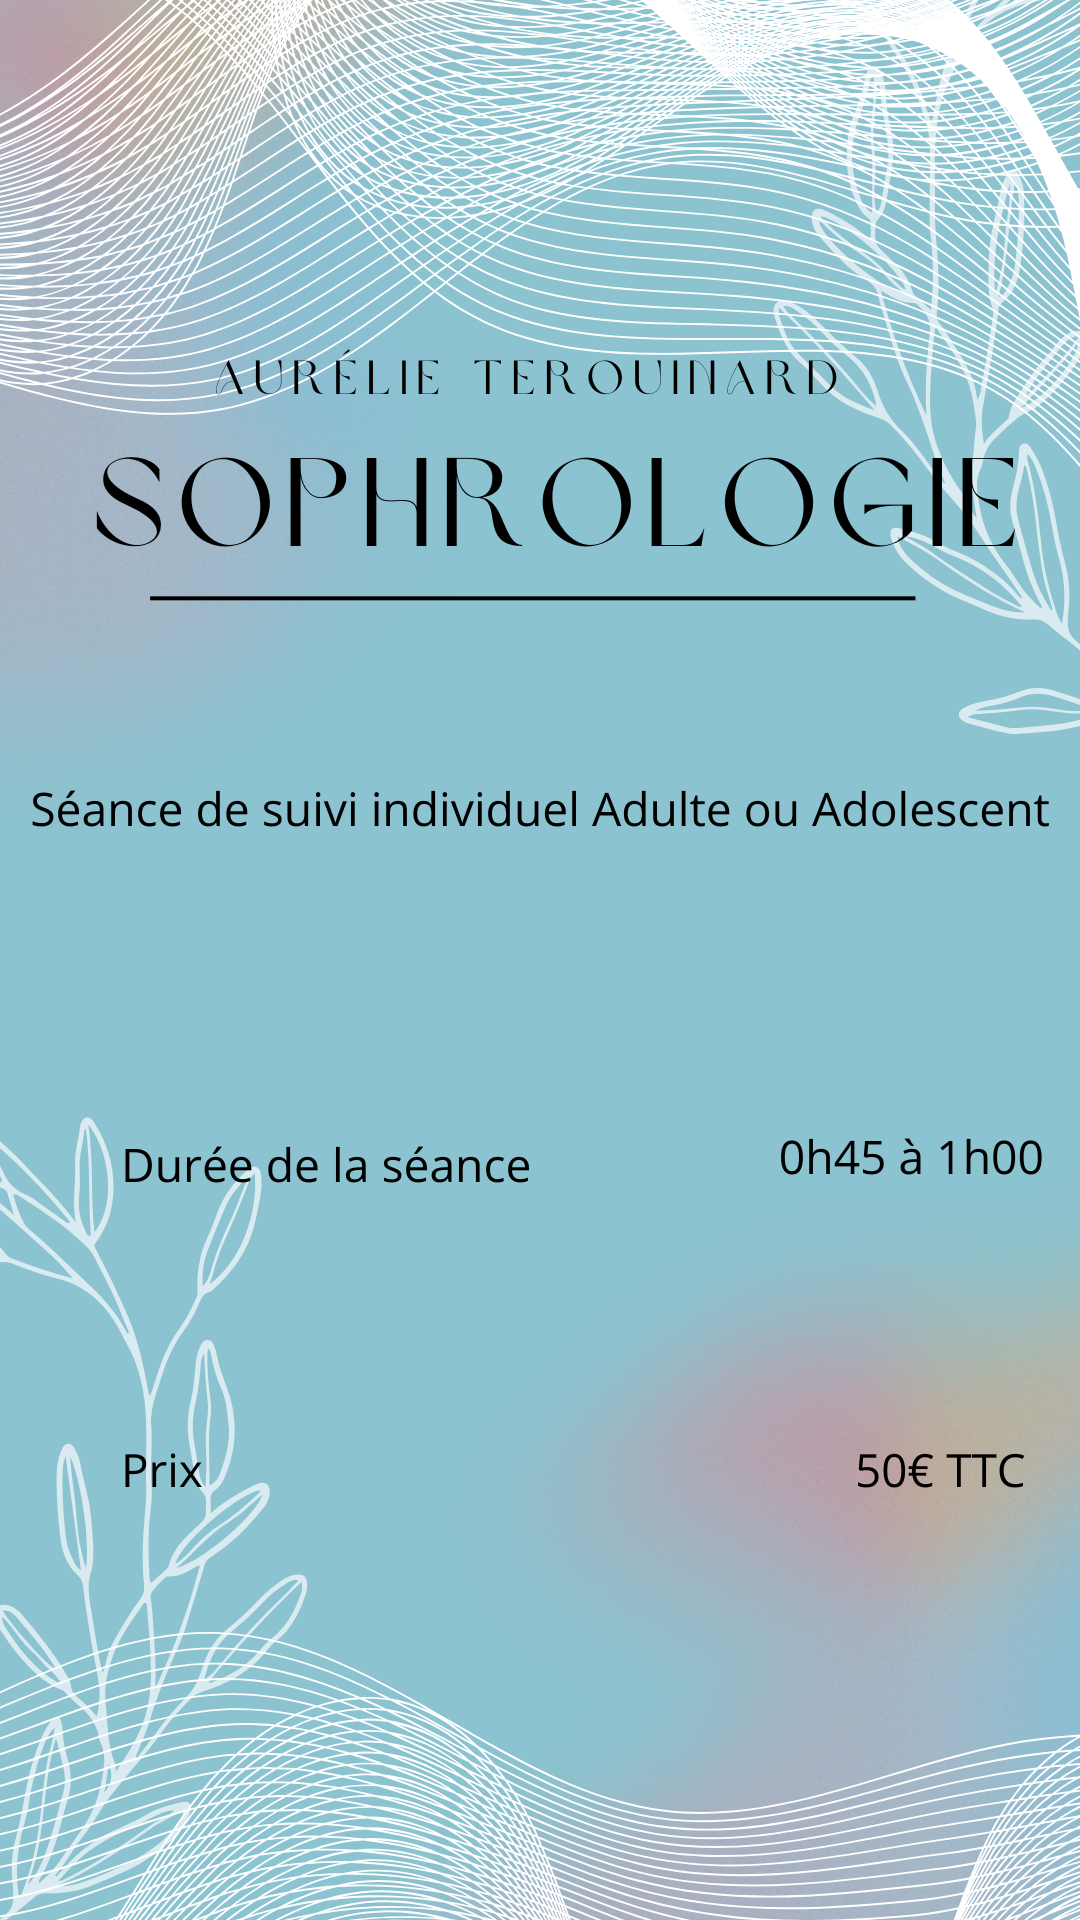 AURÉLIE TEROUINARD
SOPHROLOGIE
Séance de suivi individuel Adulte ou Adolescent
Durée de la séance 0h45 à 1h00
Prix 50€ TTC